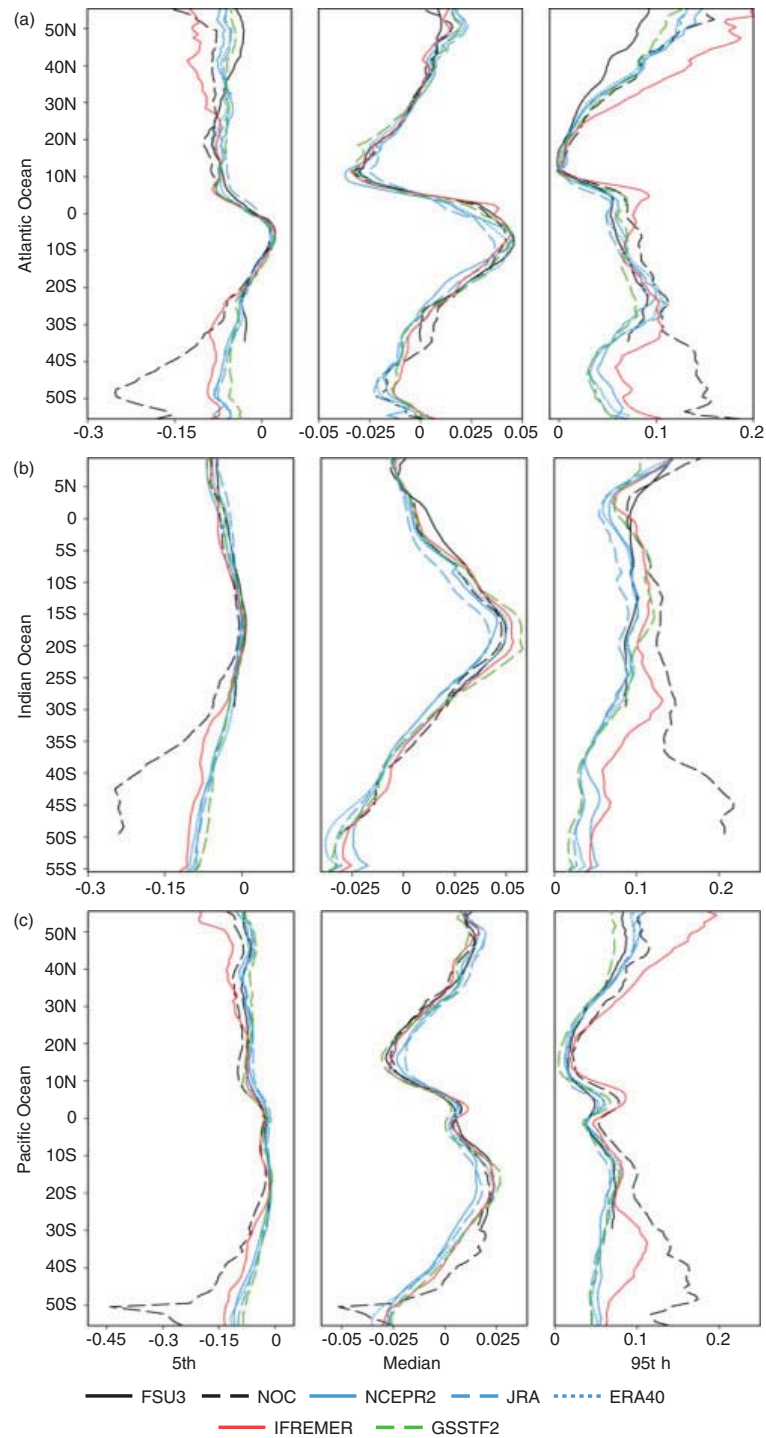 (a)
50N
40N
30N
20N
10N
0
10S
20S
30S
40S
50S
Atlantic Ocean
-0.3 -0.15 0
-0.05 -0.025 0 0.025 0.05
0 0.1 0.2
(b)
5N
0
5S
10S
15S
20S
25S
30S
35S
40S
45S
50S
55S
Indian Ocean
-0.3 -0.15 0
-0.025 0 0.025 0.05
0 0.1 0.2
(c)
50N
40N
30N
20N
10N
0
10S
20S
30S
40S
50S
Pacific Ocean
-0.45 -0.3 -0.15 0
-0.05 -0.025 0 0.025
0 0.1 0.2
5th Median 95t h
FSU3 NOC NCEPR2 JRA ERA40
IFREMER GSSTF2